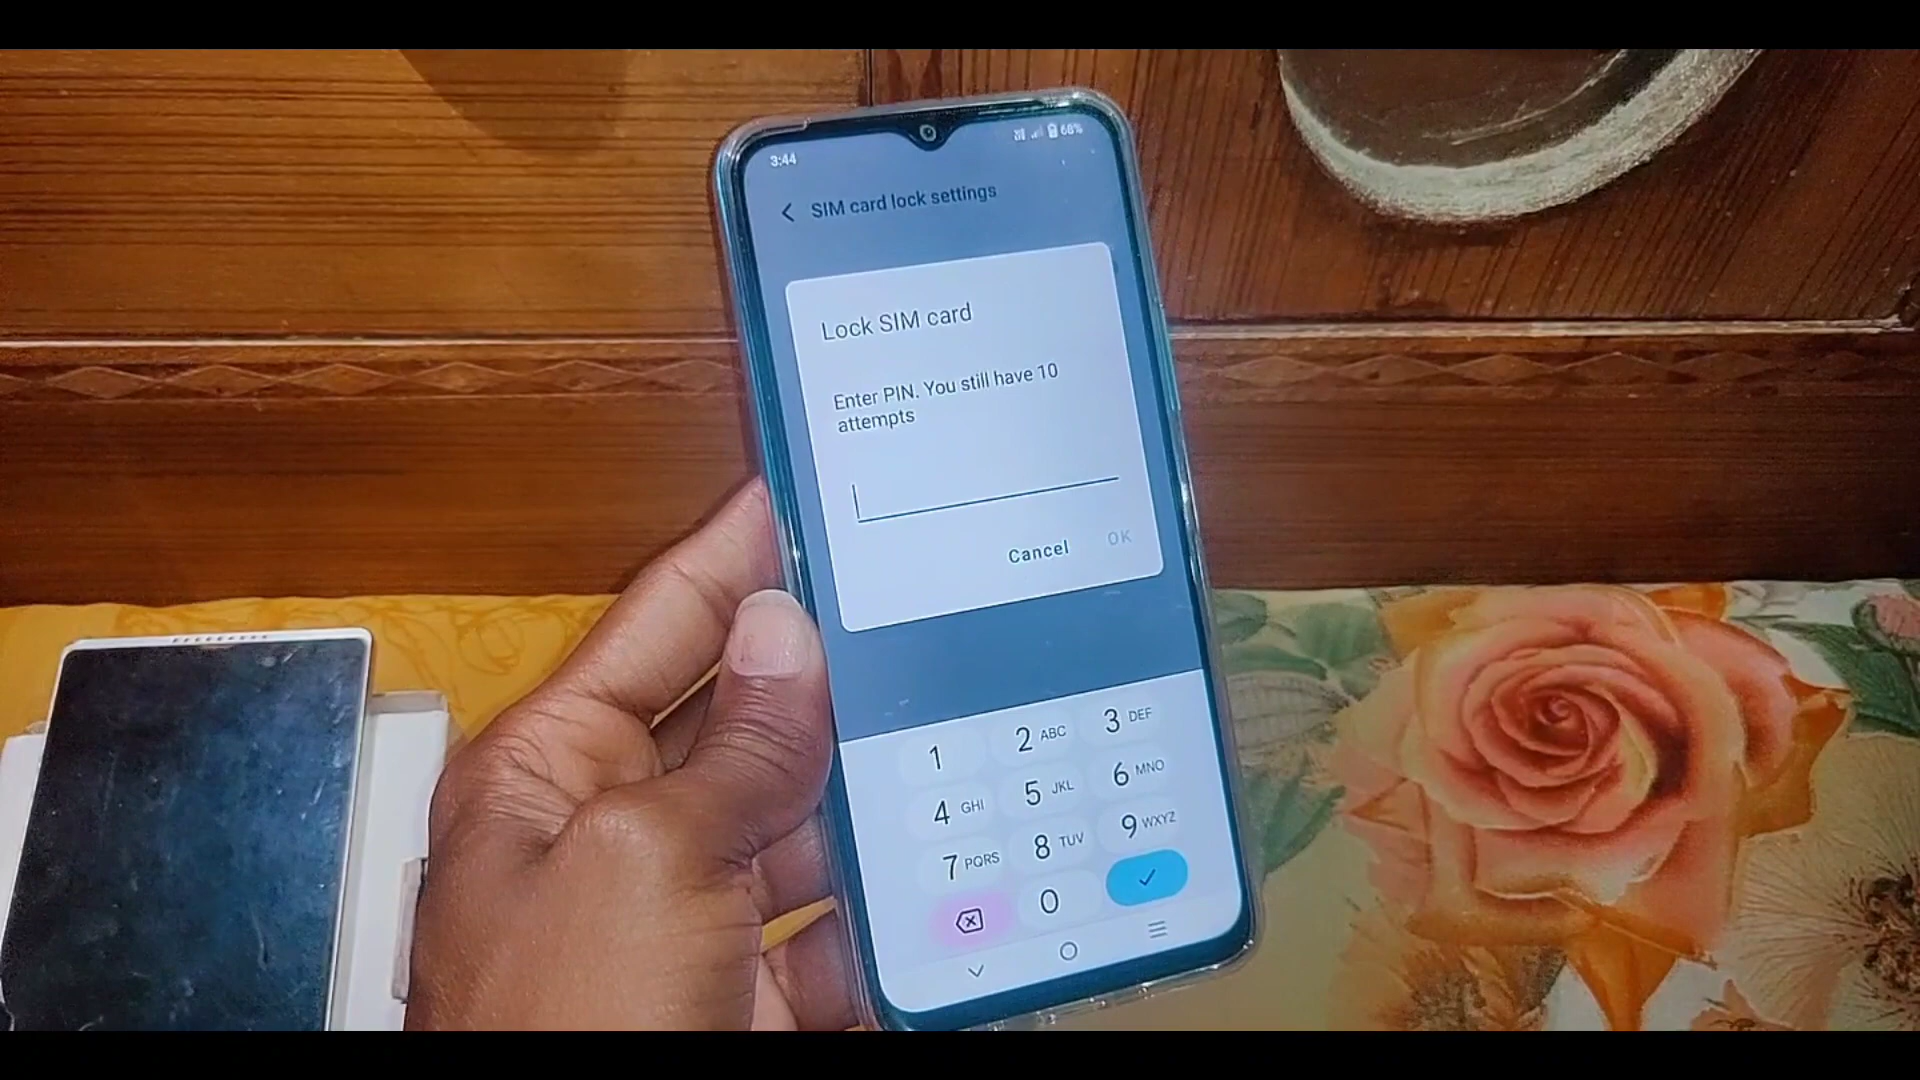 3:44
68%
SIM card lock settings
Lock SIM card
Enter PIN. You still have 10
attempts
Cancel OK
1 2 ABC 3 DEF
4 GHI 5 JKL 6 MNO
7 PQRS 8 TUV 9 WXYZ
0